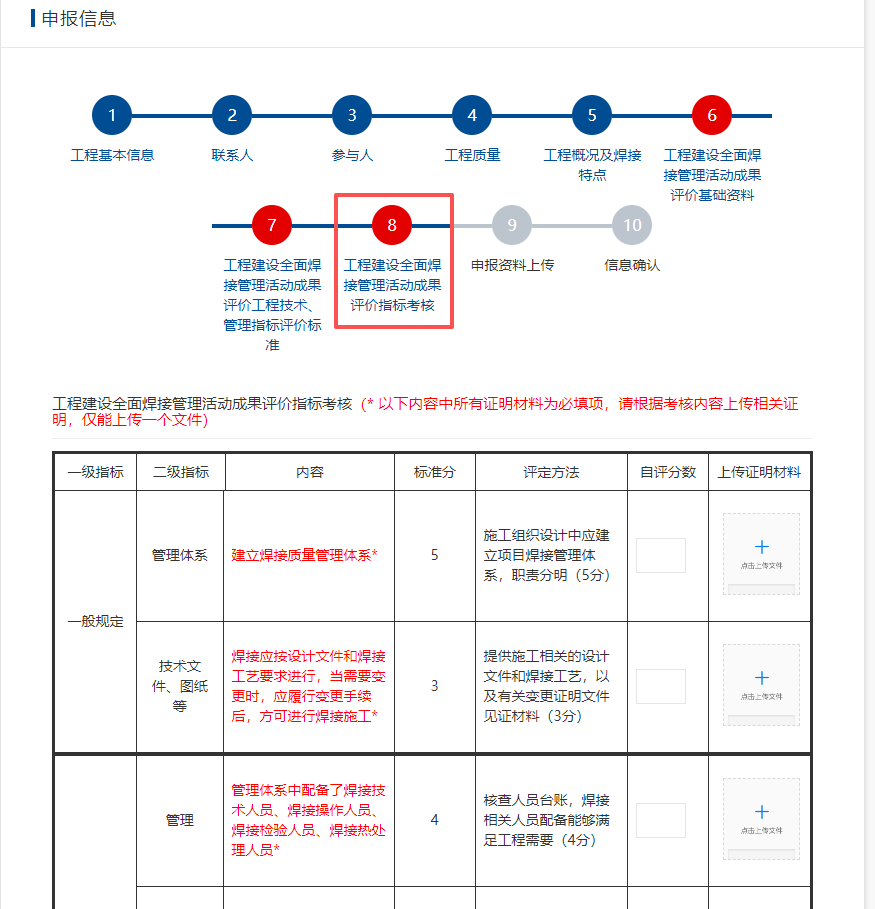 申报信息
1
2
3
4
5
6
工程基本信息
联系人
参与人
工程质量
工程概况及焊接
特点
工程建设全面焊
接管理活动成果
评价基础资料
7
8
9
10
工程建设全面焊
接管理活动成果
评价工程技术、
管理指标评价标
准
工程建设全面焊
接管理活动成果
评价指标考核
申报资料上传
信息确认
工程建设全面焊接管理活动成果评价指标考核（* 以下内容中所有证明材料为必填项，请根据考核内容上传相关证
明，仅能上传一个文件）
一级指标 二级指标 内容 标准分 评定方法 自评分数 上传证明材料
一般规定
管理体系
建立焊接质量管理体系*
5
施工组织设计中应建
立项目焊接管理体
系，职责分明（5分）
点击上传文件
技术文
件、图纸
等
焊接应按设计文件和焊接
工艺要求进行，当需要变
更时，应履行变更手续
后，方可进行焊接施工*
3
提供施工相关的设计
文件和焊接工艺，以
及有关变更证明文件
见证材料（3分）
点击上传文件
管理
管理体系中配备了焊接技
术人员、焊接操作人员、
焊接检验人员、焊接热处
理人员*
4
核查人员台账，焊接
相关人员配备能够满
足工程需要（4分）
点击上传文件